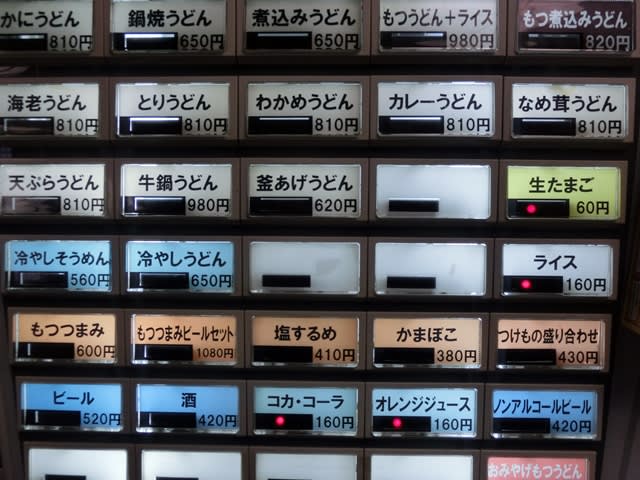 かにうどん
810円
鍋焼うどん
650円
煮込みうどん
650円
もつうどん+ライス
980円
もつ煮込みうどん
820円
海老うどん
810円
とりうどん
810円
わかめうどん
810円
カレーうどん
810円
なめ茸うどん
810円
天ぷらうどん
810円
牛鍋うどん
980円
釜あげうどん
620円
生たまご
60円
冷やしそうめん
560円
冷やしうどん
650円
ライス
160円
もつつまみ
600円
もつつまみビールセット
1080円
塩するめ
410円
かまぼこ
380円
つけもの盛り合わせ
430円
ビール
520円
酒
420円
コカ・コーラ
160円
オレンジジュース
160円
ノンアルコールビール
420円
おみやげもつうどん